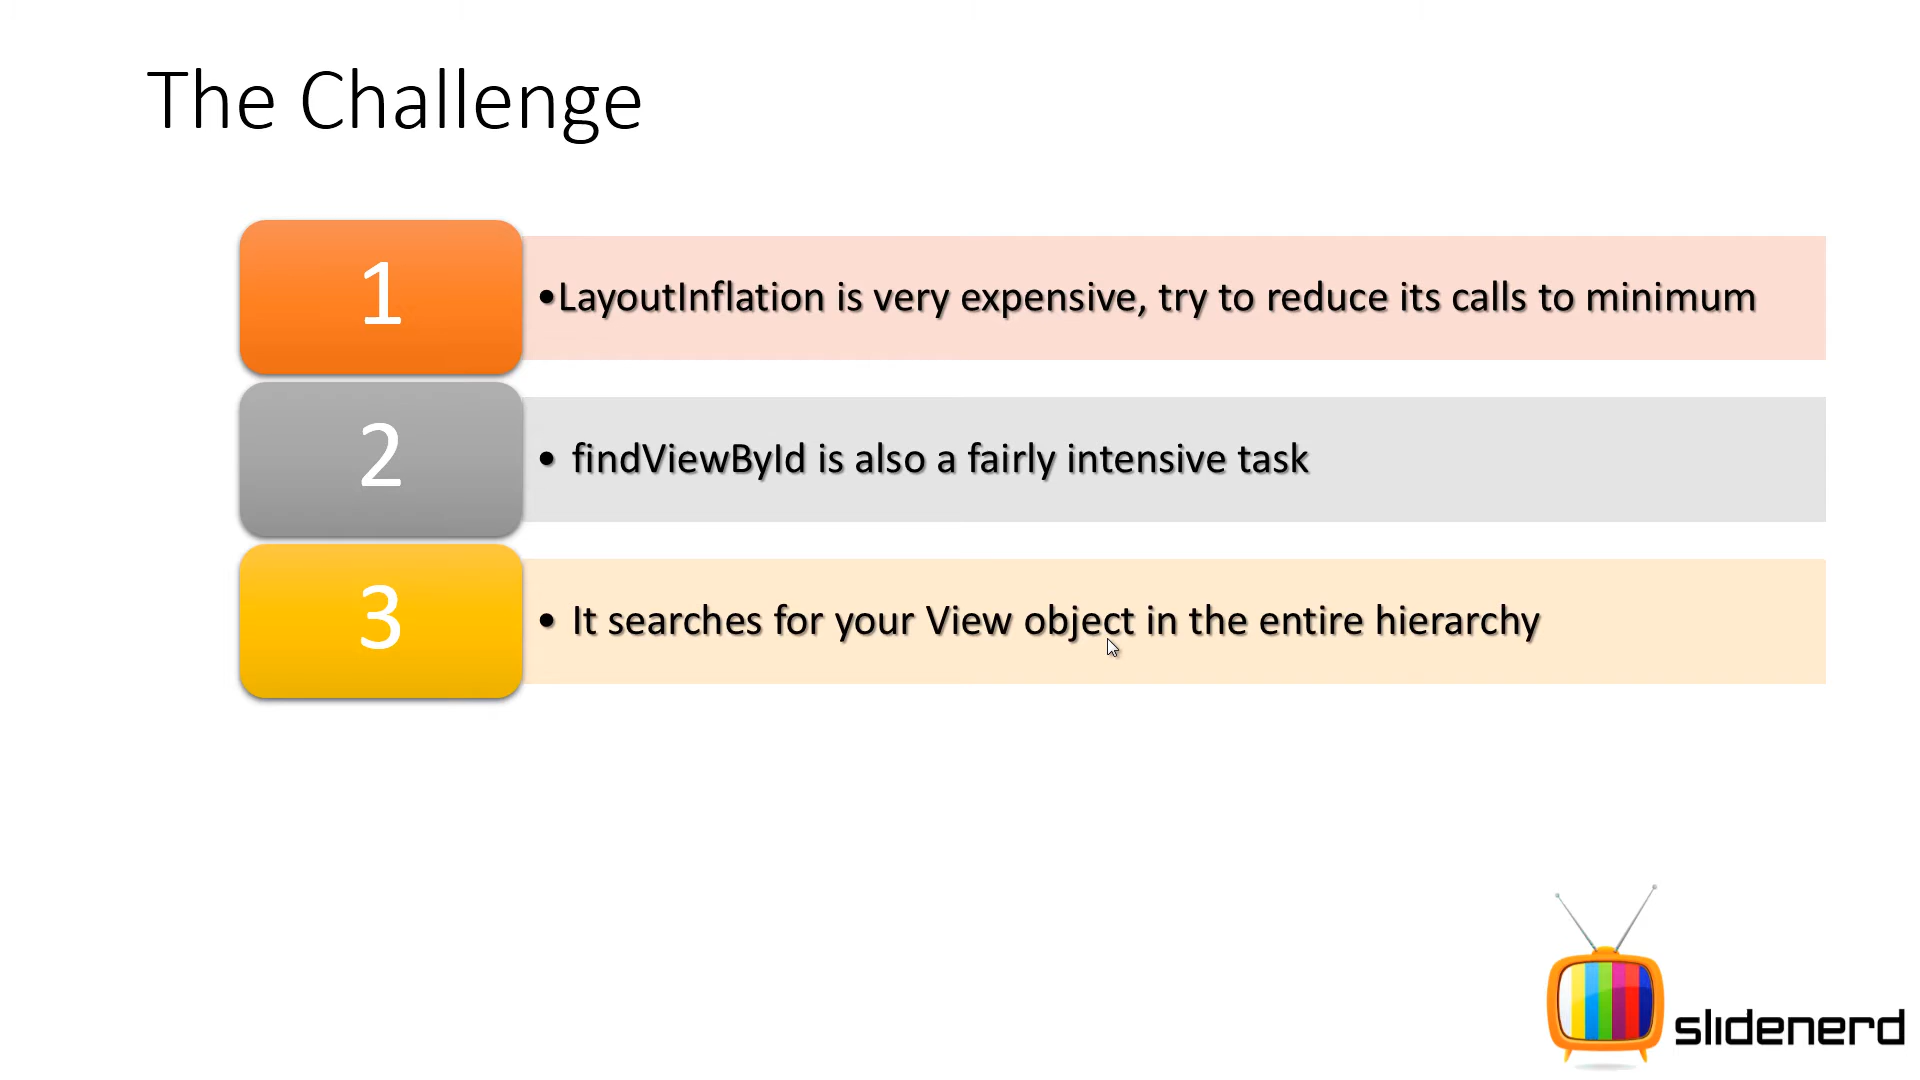 The Challenge
1
•LayoutInflation is very expensive, try to reduce its calls to minimum
2
• findViewById is also a fairly intensive task
3
• It searches for your View object in the entire hierarchy
slidenerd